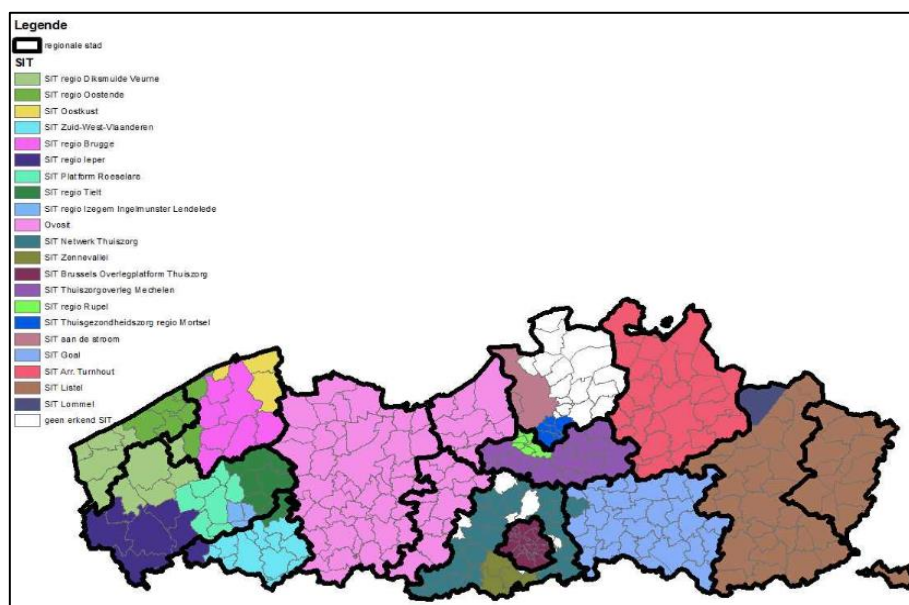 Legende
regionale stad
SIT
SIT regio Diksmuide Veurne
SIT regio Oostende
SIT Oostkust
SIT Zuid-West-Vlaanderen
SIT regio Brugge
SIT regio Ieper
SIT Platform Roeselare
SIT regio Tielt
SIT regio Izegem Ingelmunster Lendelede
Ovosit
SIT Netwerk Thuiszorg
SIT Zennevallei
SIT Brussels Overlegplatform Thuiszorg
SIT Thuiszorgoverleg Mechelen
SIT regio Rupel
SIT Thuisgezondheidszorg regio Mortsel
SIT aan de stroom
SIT Goal
SIT Arr. Turnhout
SIT Listel
SIT Lommel
geen erkend SIT